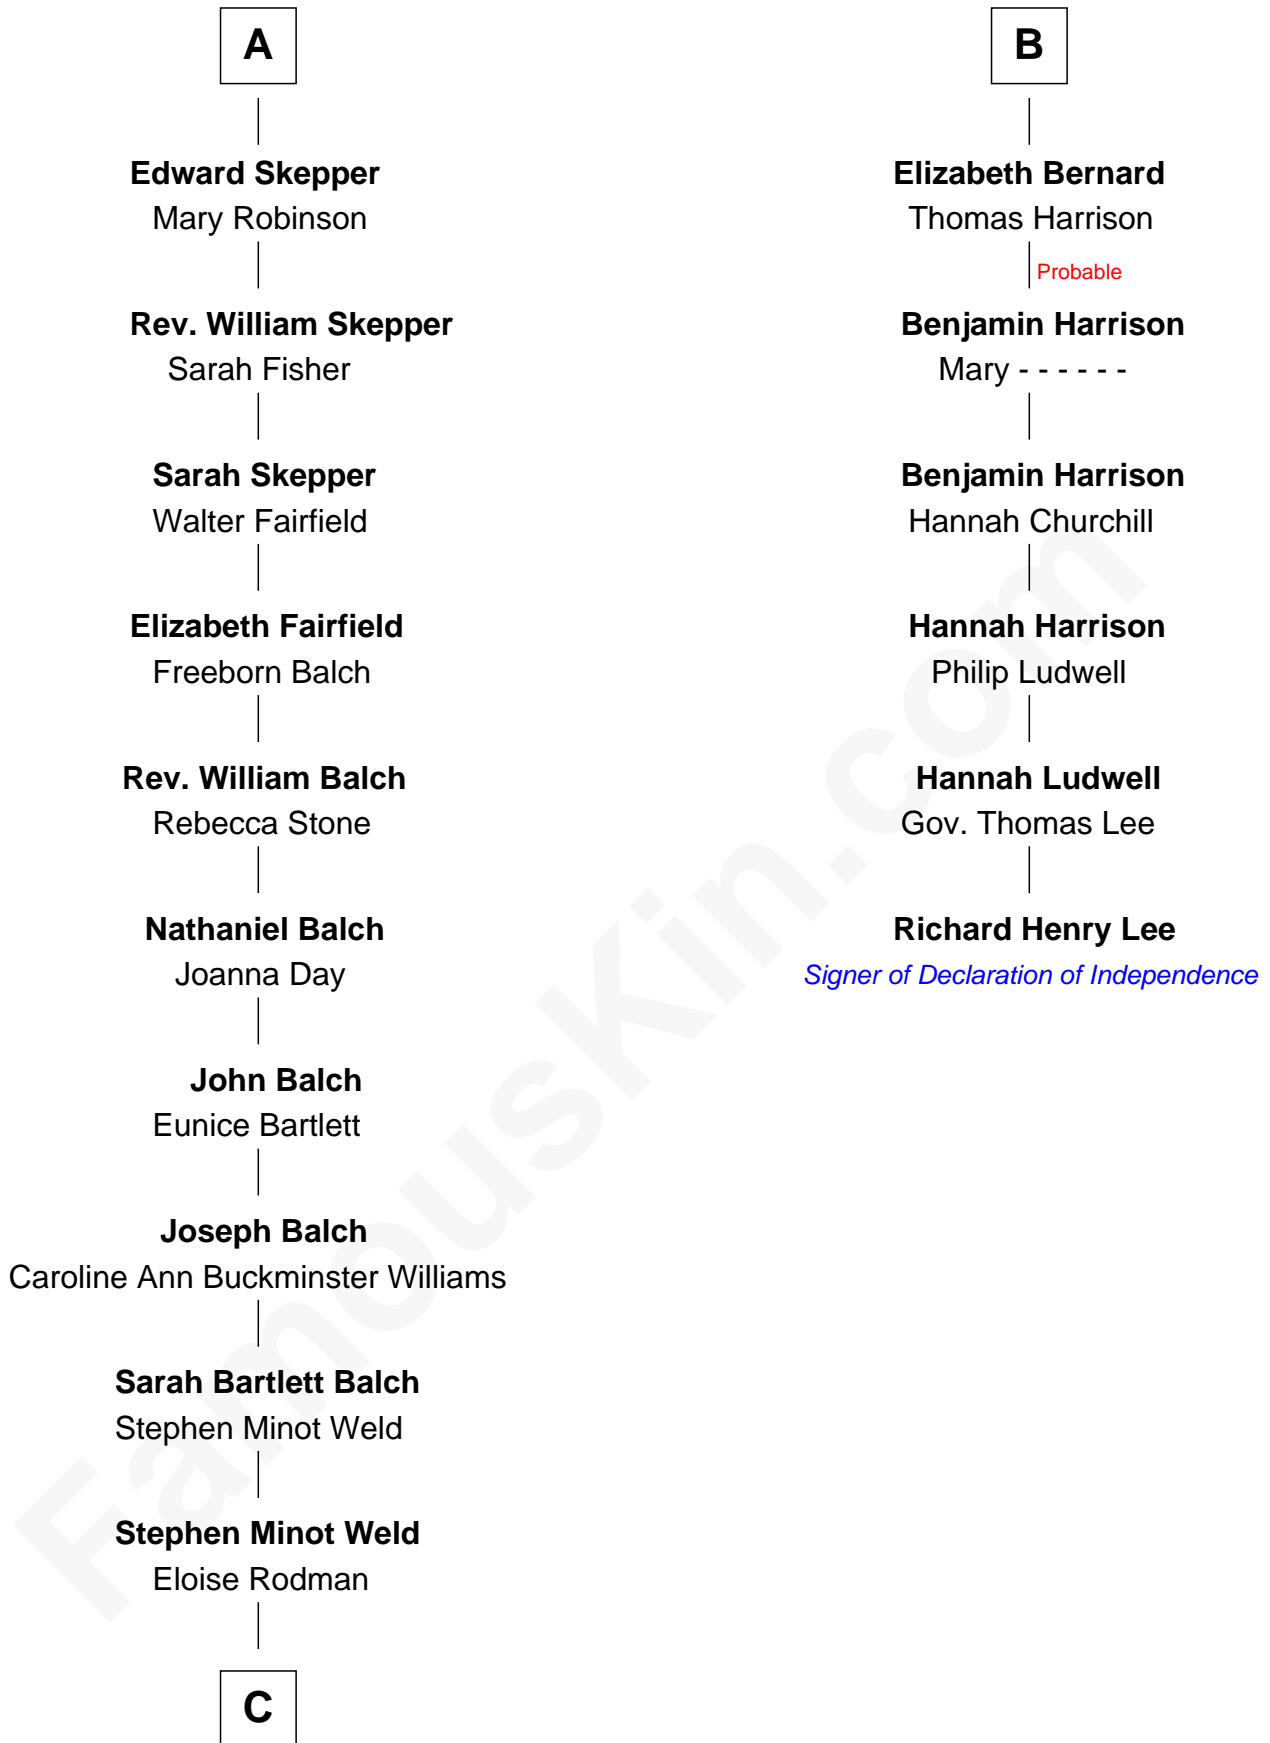 A
Edward Skepper
Mary Robinson
Rev. William Skepper
Sarah Fisher
Sarah Skepper
Walter Fairfield
Elizabeth Fairfield
Freeborn Balch
Rev. William Balch
Rebecca Stone
Nathaniel Balch
Joanna Day
John Balch
Eunice Bartlett
Joseph Balch
Caroline Ann Buckminster Williams
Sarah Bartlett Balch
Stephen Minot Weld
Stephen Minot Weld
Eloise Rodman
C
B
Elizabeth Bernard
Thomas Harrison
Probable
Benjamin Harrison
Mary - - - - - -
Benjamin Harrison
Hannah Churchill
Hannah Harrison
Philip Ludwell
Hannah Ludwell
Gov. Thomas Lee
Richard Henry Lee
Signer of Declaration of Independence
FamousKin.com